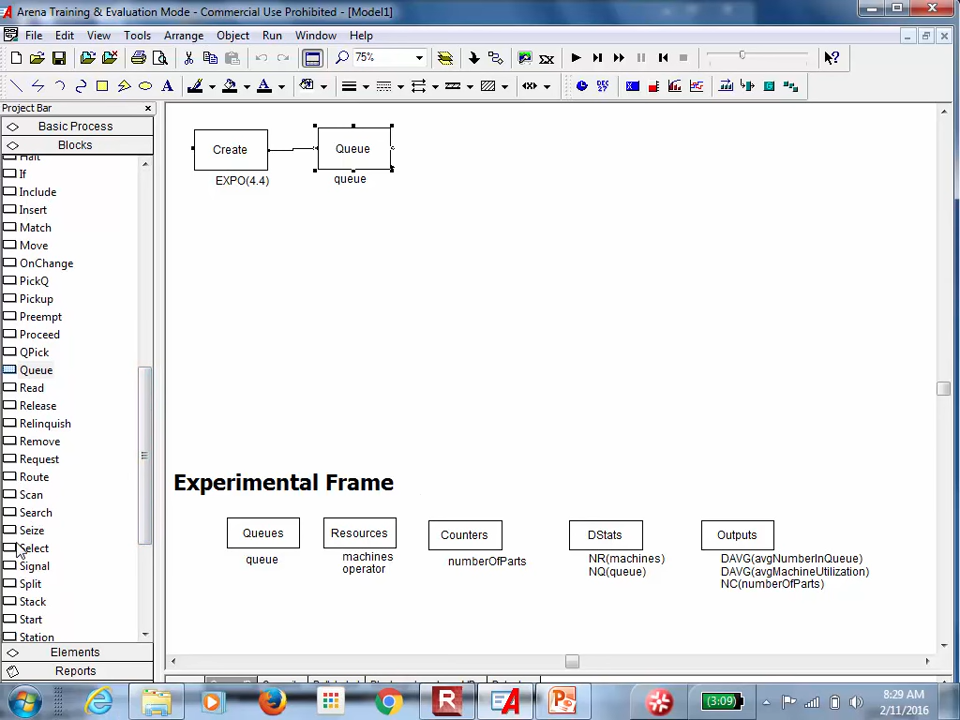 Arena Training & Evaluation Mode - Commercial Use Prohibited - [Model1]
File Edit View Tools Arrange Object Run Window Help
75%
A A
Project Bar
Basic Process
Blocks
If
Include
Insert
Match
Move
OnChange
PickQ
Pickup
Preempt
Proceed
QPick
Queue
Read
Release
Relinquish
Remove
Request
Route
Scan
Search
Seize
Select
Signal
Split
Stack
Start
Station
Elements
Reports
Create
EXPO(4.4)
Queue
queue
Experimental Frame
Queues
queue
Resources
machines
operator
Counters
numberOfParts
DStats
NR(machines)
NQ(queue)
Outputs
DAVG(avgNumberInQueue)
DAVG(avgMachineUtilization)
NC(numberOfParts)
(3:09)
8:29 AM
2/11/2016